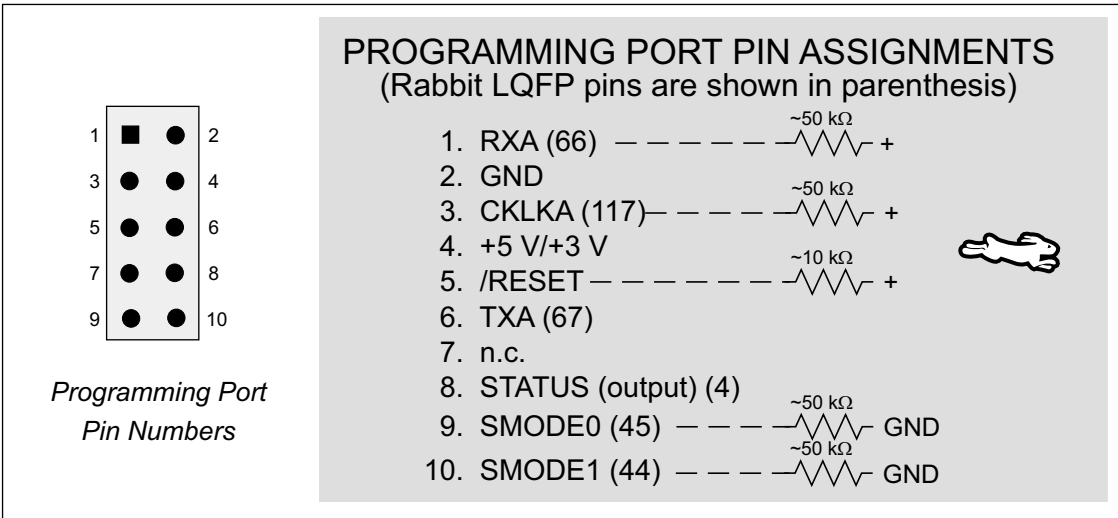 PROGRAMMING PORT PIN ASSIGNMENTS
(Rabbit LQFP pins are shown in parenthesis)
1 2
3 4
5 6
7 8
9 10
Programming Port
Pin Numbers
1. RXA (66) ~50 kΩ +
2. GND
3. CKLKA (117) ~50 kΩ +
4. +5 V/+3 V
5. /RESET ~10 kΩ +
6. TXA (67)
7. n.c.
8. STATUS (output) (4)
9. SMODE0 (45) ~50 kΩ GND
10. SMODE1 (44) ~50 kΩ GND